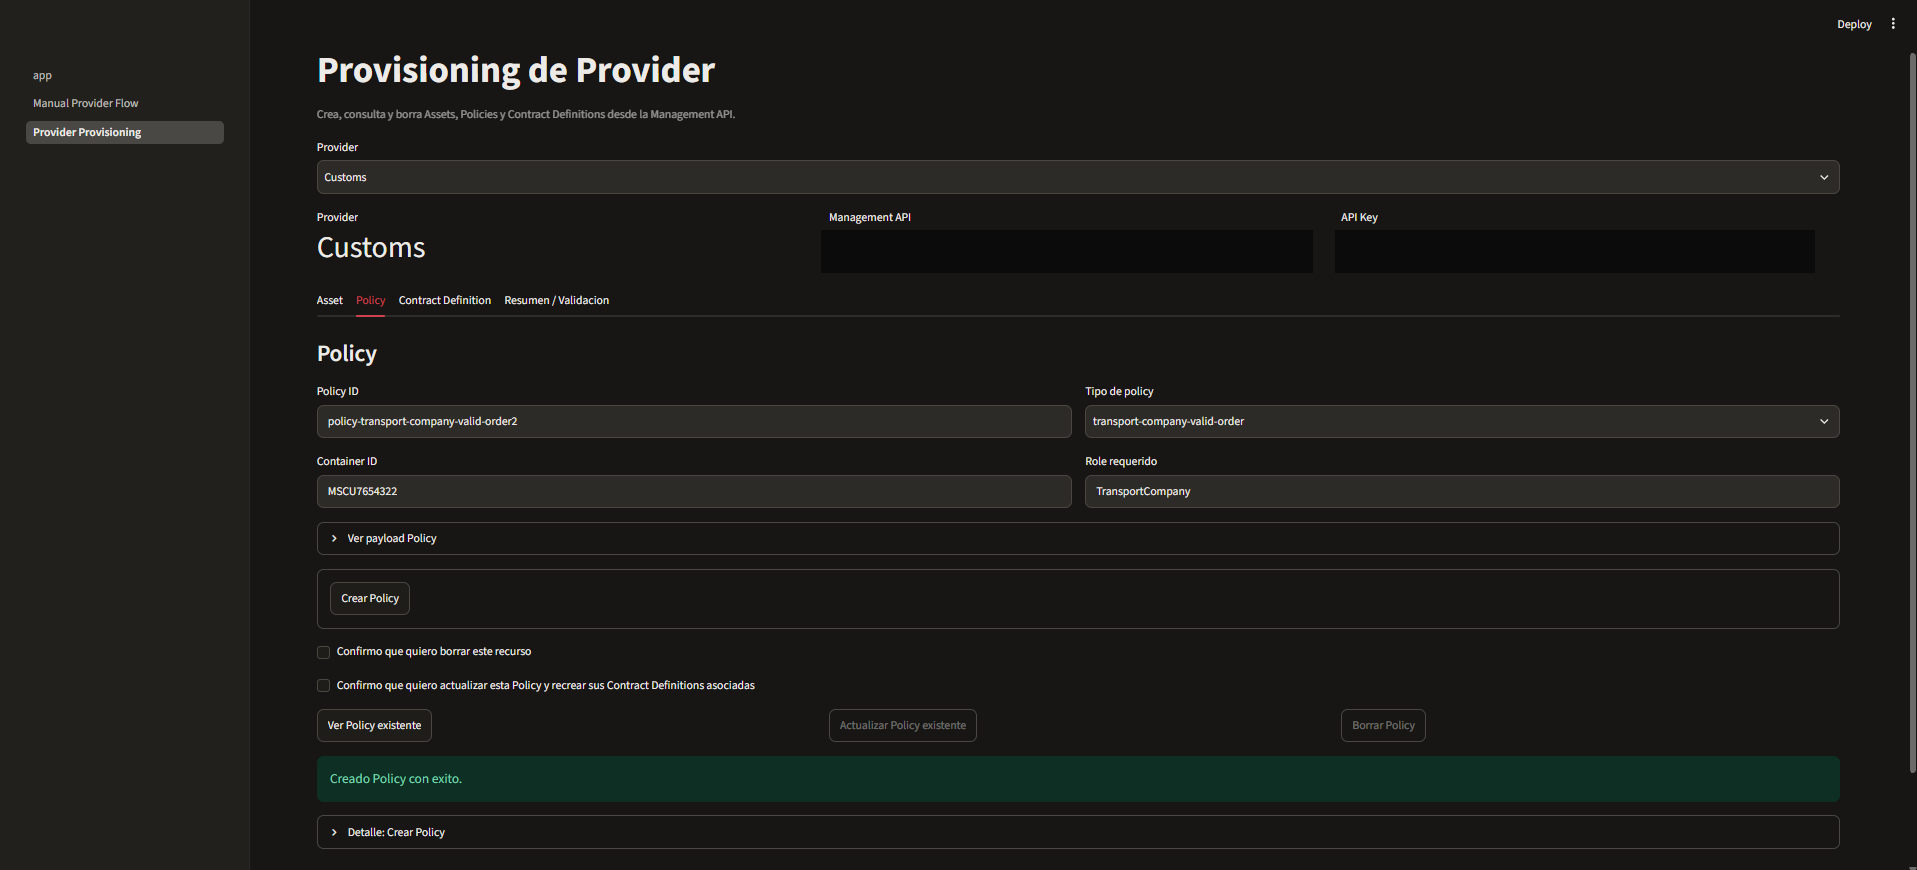 Deploy
app
Manual Provider Flow
Provider Provisioning
Provisioning de Provider
Crea, consulta y borra Assets, Policies y Contract Definitions desde la Management API.
Provider
Customs
Provider
Management API
API Key
Customs
Asset
Policy
Contract Definition
Resumen / Validacion
Policy
Policy ID
Tipo de policy
policy-transport-company-valid-order2
transport-company-valid-order
Container ID
Role requerido
MSCU7654322
TransportCompany
Ver payload Policy
Crear Policy
Confirmo que quiero borrar este recurso
Confirmo que quiero actualizar esta Policy y recrear sus Contract Definitions asociadas
Ver Policy existente
Actualizar Policy existente
Borrar Policy
Creado Policy con exito.
Detalle: Crear Policy